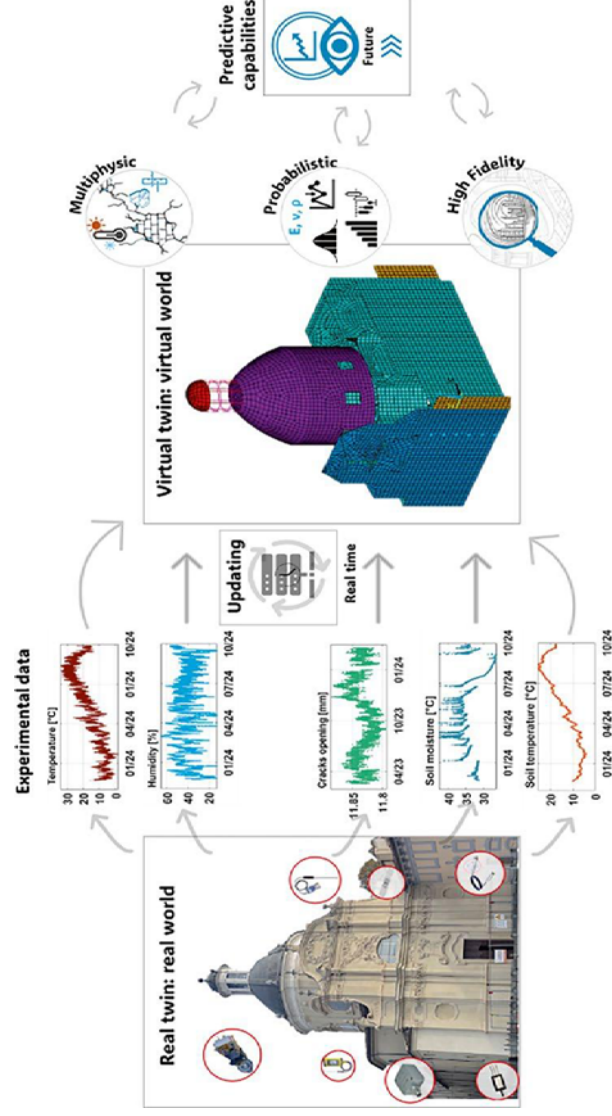 Real twin: real world
Experimental data
Temperature [°C]
30
20
10
0
01/24
04/24
01/24
10/24
Humidity [%]
60
40
20
01/24
04/24
07/24
10/24
Cracks opening [mm]
11.85
11.8
04/23
10/23
01/24
Soil moisture [°C]
40
35
30
01/24
04/24
07/24
10/24
Soil temperature [°C]
20
10
0
01/24
04/24
07/24
10/24
Updating
Real time
Virtual twin: virtual world
Multiphysic
Probabilistic
E, ν, ρ
High Fidelity
Predictive
capabilities
Future